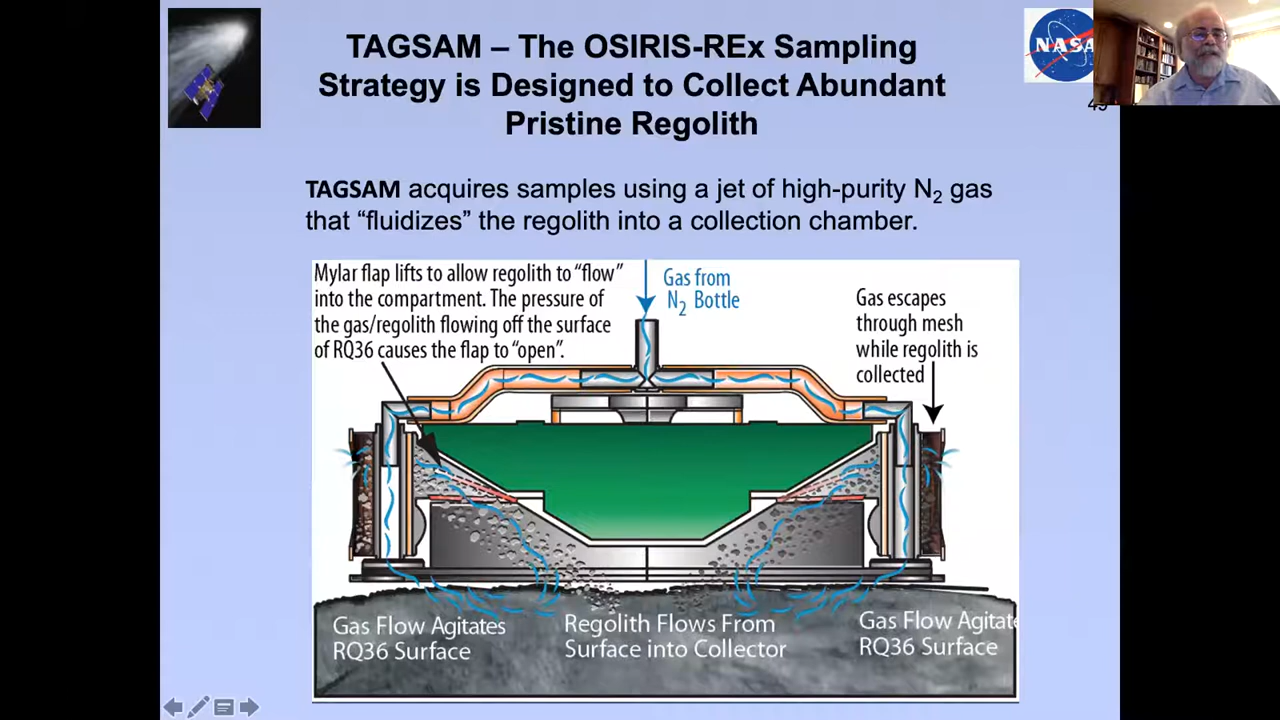 TAGSAM – The OSIRIS-REx Sampling
Strategy is Designed to Collect Abundant
Pristine Regolith
NASA
TAGSAM acquires samples using a jet of high-purity N2 gas
that “fluidizes” the regolith into a collection chamber.
Mylar flap lifts to allow regolith to “flow”
into the compartment. The pressure of
the gas/regolith flowing off the surface
of RQ36 causes the flap to “open”.
Gas from
N2 Bottle
Gas escapes
through mesh
while regolith is
collected
Gas Flow Agitates
RQ36 Surface
Regolith Flows From
Surface into Collector
Gas Flow Agitate
RQ36 Surface